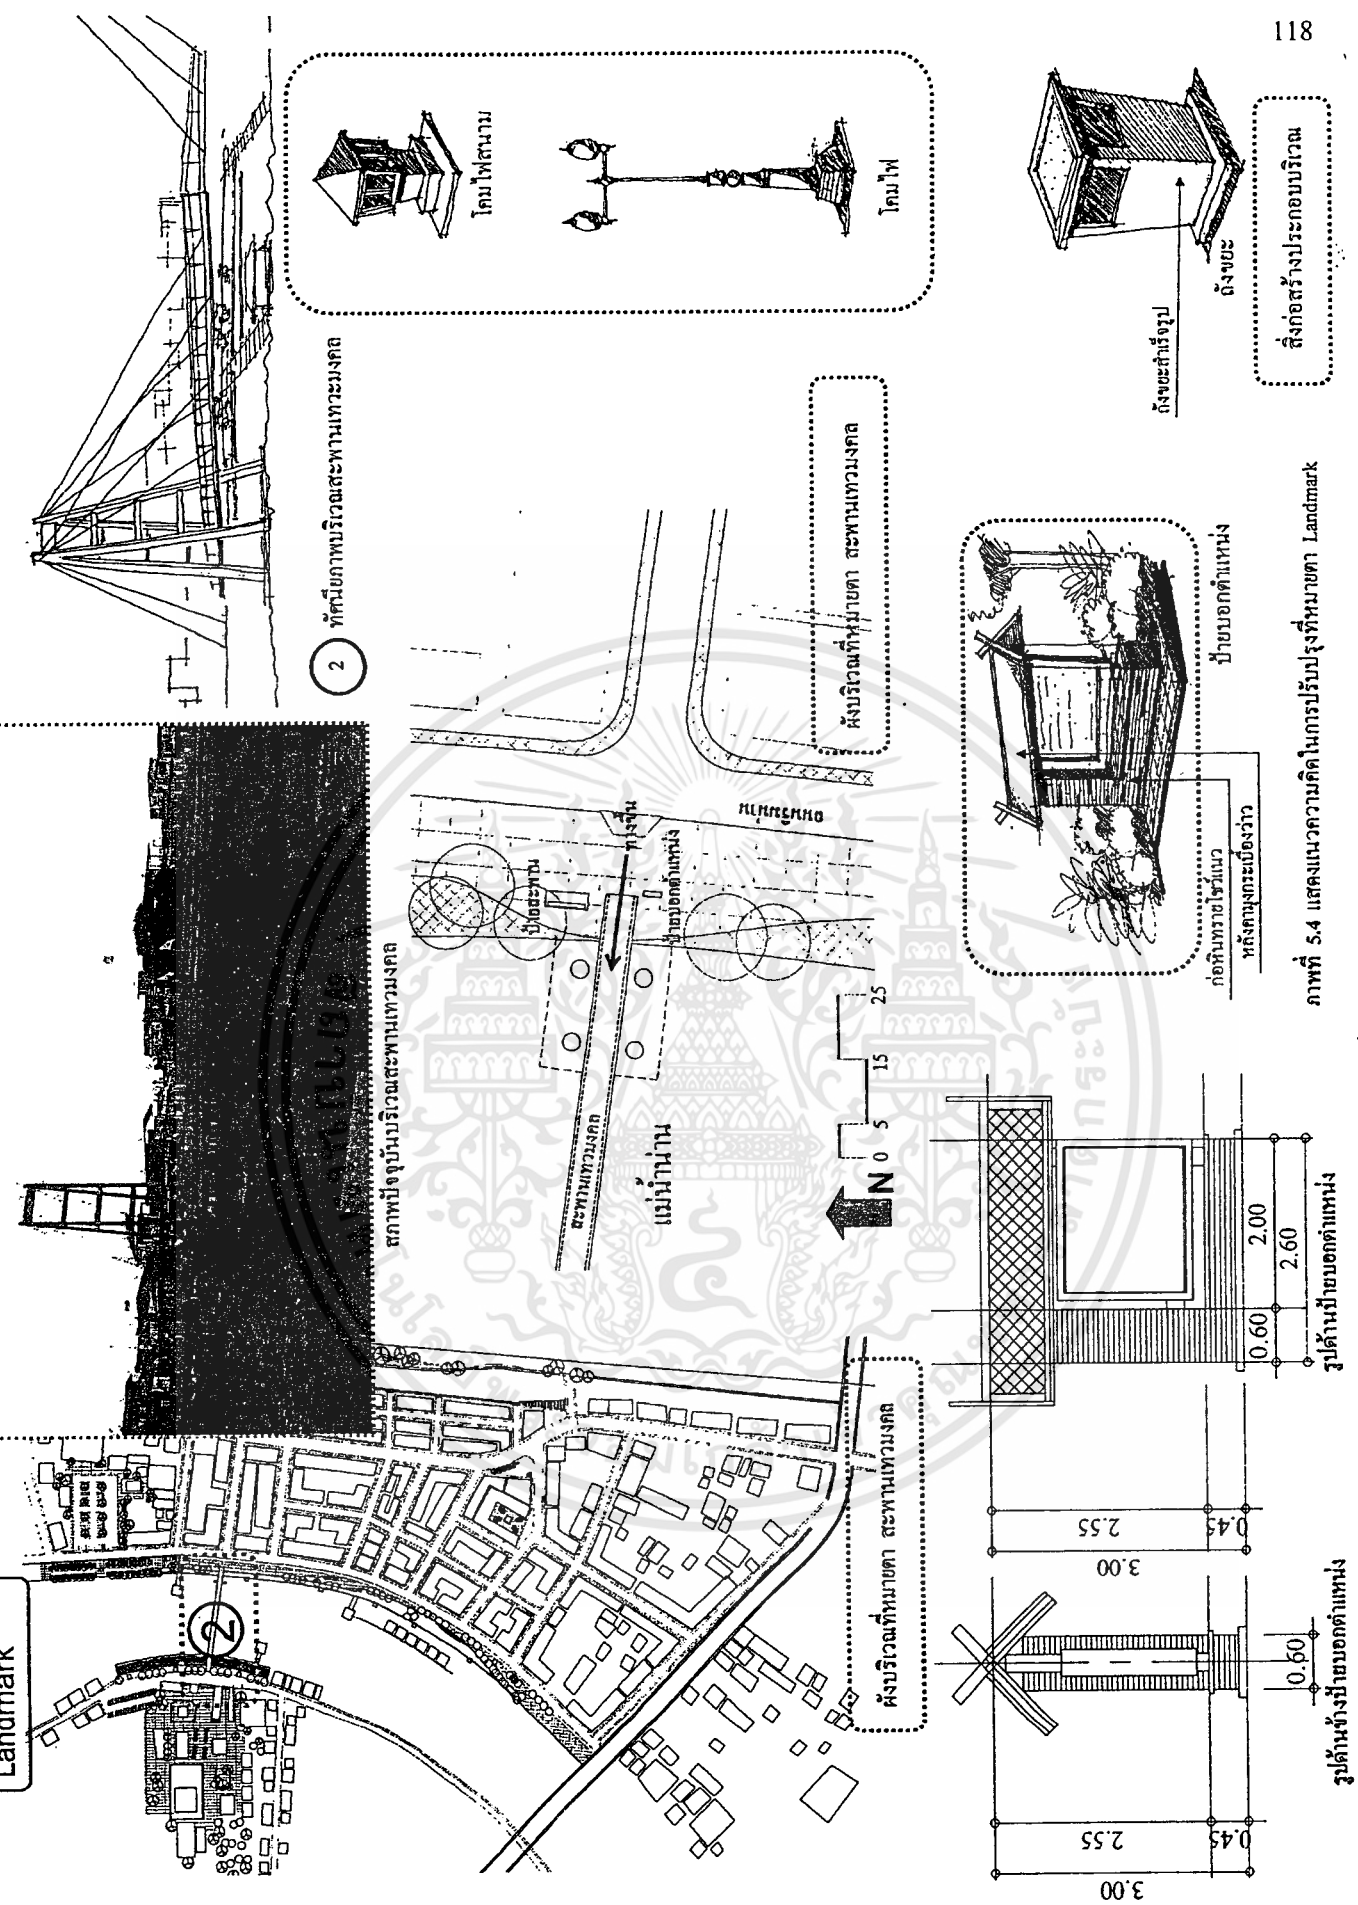 118
Landmark
2
สภาพปัจจุบันบริเวณสะพานเทวมงคล
2
ทัศนียภาพบริเวณสะพานเทวะมงคล
โคมไฟสนาม
โคมไฟ
ผังบริเวณที่หมายตา สะพานเทวมงคล
สะพานเทวมงคล
แม่น้ำน่าน
ป้ายสะพาน
ทางขึ้น
ป้ายบอกตำแหน่ง
N
0 5 15 25
ผังบริเวณที่หมายตา สะพานเทวมงคล
ถังขยะสำเร็จรูป
ถังขยะ
สิ่งก่อสร้างประกอบบริเวณ
ป้ายบอกตำแหน่ง
ก่อหินทรายโชว์แนว
หลังคามุงกระเบื้องวาว
3.00
2.55
0.45
0.60
รูปด้านข้างป้ายบอกตำแหน่ง
3.00
2.55
0.45
0.60
2.00
2.60
รูปด้านป้ายบอกตำแหน่ง
ภาพที่ 5.4 แสดงแนวความคิดในการปรับปรุงที่หมายตา Landmark